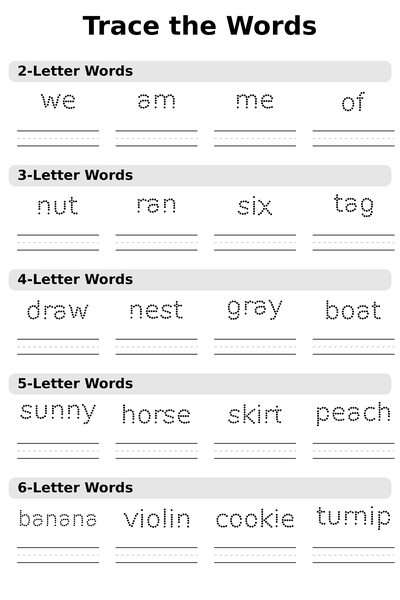 Trace the Words
2-Letter Words
we am me of
3-Letter Words
nut ran six tag
4-Letter Words
draw nest gray boat
5-Letter Words
sunny horse skirt peach
6-Letter Words
banana violin cookie turnip